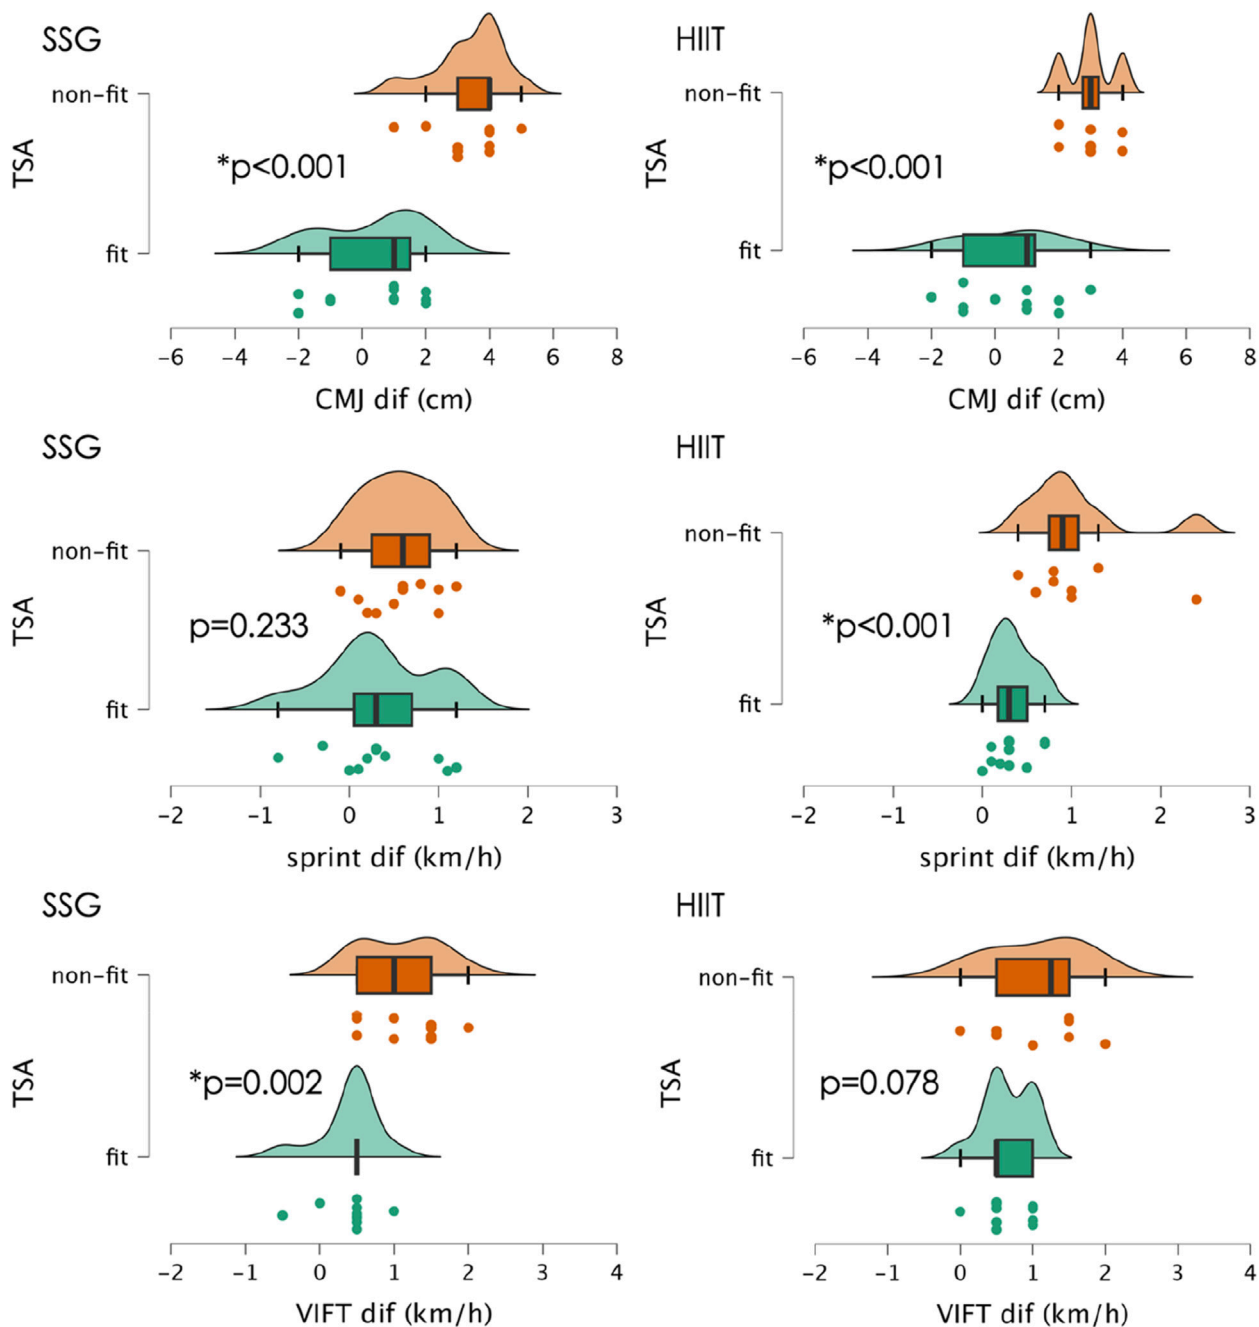 SSG
non-fit
TSA
*p<0.001
fit
-6 -4 -2 0 2 4 6 8
CMJ dif (cm)
HIIT
non-fit
TSA
*p<0.001
fit
-6 -4 -2 0 2 4 6 8
CMJ dif (cm)
SSG
non-fit
TSA
p=0.233
fit
-2 -1 0 1 2 3
sprint dif (km/h)
HIIT
non-fit
TSA
*p<0.001
fit
-2 -1 0 1 2 3
sprint dif (km/h)
SSG
non-fit
TSA
*p=0.002
fit
-2 -1 0 1 2 3 4
VIFT dif (km/h)
HIIT
non-fit
TSA
p=0.078
fit
-2 -1 0 1 2 3 4
VIFT dif (km/h)